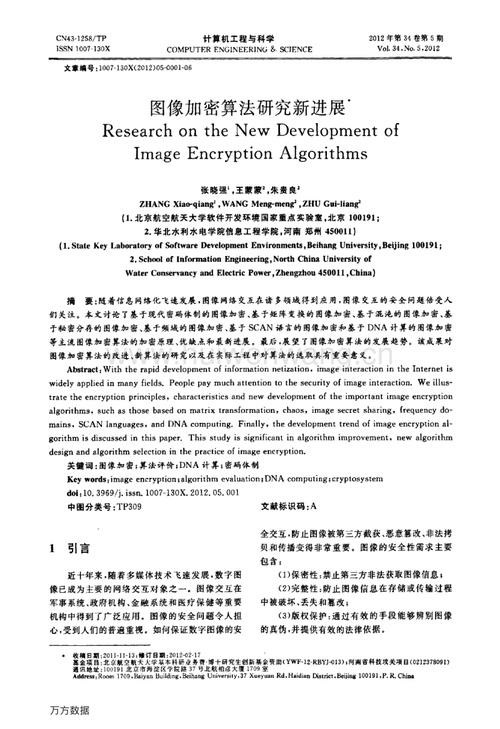 CN43-1258/TP
ISSN 1007-130X
计算机工程与科学
COMPUTER ENGINEERING & SCIENCE
2012年第34卷第5期
Vol. 34, No. 5, 2012
文章编号:1007-130X(2012)05-0001-06
图像加密算法研究新进展*
Research on the New Development of
Image Encryption Algorithms
张晓强¹,王蒙蒙²,朱贵良²
ZHANG Xiao-qiang¹, WANG Meng-meng², ZHU Gui-liang²
(1.北京航空航天大学软件开发环境国家重点实验室,北京 100191;
2.华北水利水电学院信息工程学院,河南 郑州 450011)
(1. State Key Laboratory of Software Development Environments, Beihang University, Beijing 100191;
2. School of Information Engineering, North China University of
Water Conservancy and Electric Power, Zhengzhou 450011, China)
摘 要:随着信息网络化飞速发展,图像网络交互在诸多领域得到应用,图像交互的安全问题倍受人
们关注。本文讨论了基于现代密码体制的图像加密、基于矩阵变换的图像加密、基于混沌的图像加密、基
于秘密分存的图像加密、基于频域的图像加密、基于SCAN语言的图像加密和基于DNA计算的图像加密
等主流图像加密算法的加密原理、优缺点和最新进展。最后,展望了图像加密算法的发展趋势。该成果对
图像加密算法的改进、新算法的研究以及在实际工程中对算法的选取具有重要意义。
Abstract: With the rapid development of information netization, image interaction in the Internet is
widely applied in many fields. People pay much attention to the security of image interaction. We illus-
trate the encryption principles, characteristics and new development of the important image encryption
algorithms, such as those based on matrix transformation, chaos, image secret sharing, frequency do-
mains, SCAN languages, and DNA computing. Finally, the development trend of image encryption al-
gorithm is discussed in this paper. This study is significant in algorithm improvement, new algorithm
design and algorithm selection in the practice of image encryption.
关键词:图像加密;算法评价;DNA计算;密码体制
Key words: image encryption; algorithm evaluation; DNA computing; cryptosystem
doi: 10.3969/j.issn.1007-130X.2012.05.001
中图分类号:TP309
文献标识码:A
1 引言
近十年来,随着多媒体技术飞速发展,数字图
像已成为主要的网络交互对象之一。图像交互在
军事系统、政府机构、金融系统和医疗保健等重要
机构中得到了广泛应用。图像的安全问题令人担
心,受到人们的普遍重视。如何保证数字图像的安
全交互,防止图像被第三方截获、恶意篡改、非法拷
贝和传播变得非常重要。图像的安全性需求主要
包含:
(1)保密性:禁止第三方非法获取图像信息;
(2)完整性:防止图像信息在存储或传输过程
中被破坏、丢失和篡改;
(3)版权保护:通过有效的手段能够辨别图像
的真伪,并提供有效的法律依据。
* 收稿日期:2011-11-13;修订日期:2012-02-17
基金项目:北京航空航天大学基本科研业务费-博士研究生创新基金资助(YWF-12-RBYJ-013);河南省科技攻关项目(0212378091)
通讯地址:100191 北京市海淀区学院路37号北航柏彦大厦1709室
Address: Room 1709, Baiyan Building, Beihang University, 37 Xueyuan Rd, Haidian District, Beijing 100191, P. R. China
万方数据